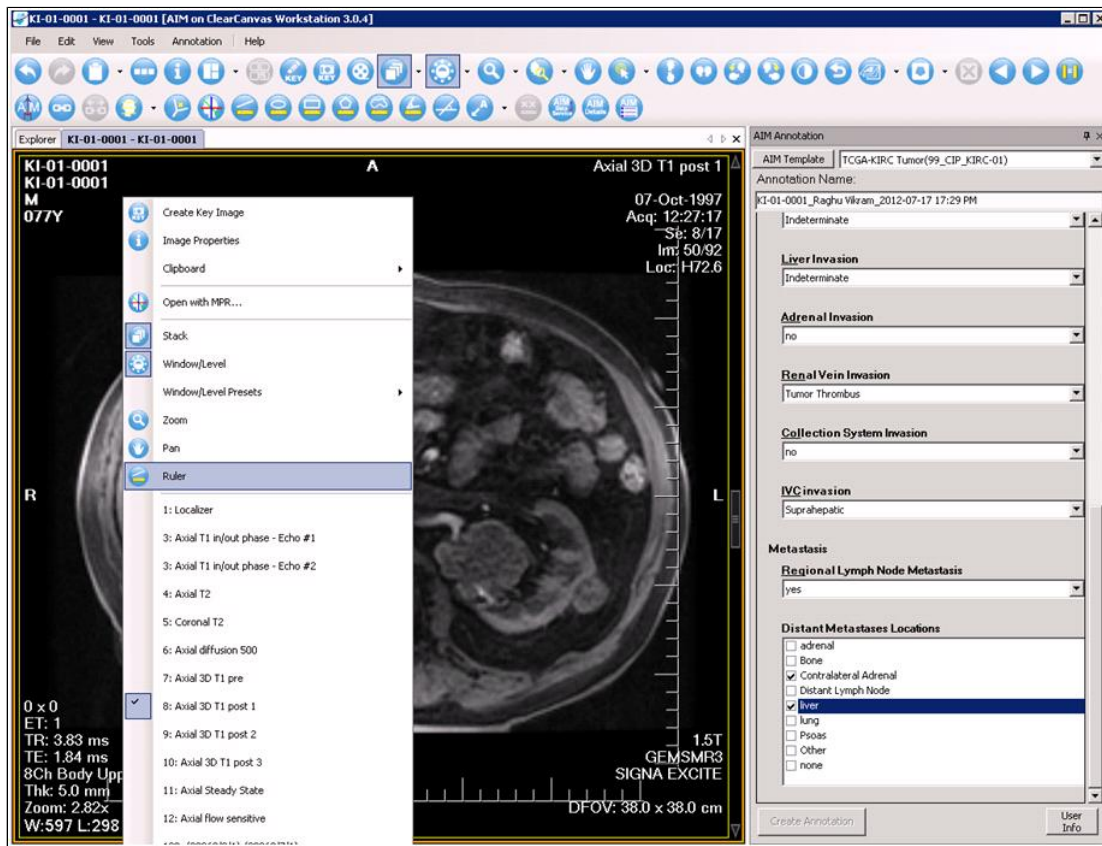 KI-01-0001 - KI-01-0001 [AIM on ClearCanvas Workstation 3.0.4]
File Edit View Tools Annotation Help
Explorer KI-01-0001 - KI-01-0001
KI-01-0001
KI-01-0001
M
077Y
A
Axial 3D T1 post 1
07-Oct-1997
Acq: 12:27:17
Se: 8/17
Im: 50/92
Loc: H72.6
R
L
Create Key Image
Image Properties
Clipboard
Open with MPR...
Stack
Window/Level
Window/Level Presets
Zoom
Pan
Ruler
1: Localizer
3: Axial T1 in/out phase - Echo #1
3: Axial T1 in/out phase - Echo #2
4: Axial T2
5: Coronal T2
6: Axial diffusion 500
7: Axial 3D T1 pre
8: Axial 3D T1 post 1
9: Axial 3D T1 post 2
10: Axial 3D T1 post 3
11: Axial Steady State
12: Axial flow sensitive
0 x 0
ET: 1
TR: 3.83 ms
TE: 1.84 ms
8Ch Body Upp
Thk: 5.0 mm
Zoom: 2.82x
W:597 L:298
1.5T
GEMSMR3
SIGNA EXCITE
DFOV: 38.0 x 38.0 cm
AIM Annotation
AIM Template TCGA-KIRC Tumor(99_CIP_KIRC-01)
Annotation Name:
KI-01-0001_Raghu Vikram_2012-07-17 17:29 PM
Indeterminate
Liver Invasion
Indeterminate
Adrenal Invasion
no
Renal Vein Invasion
Tumor Thrombus
Collection System Invasion
no
IVC invasion
Suprahepatic
Metastasis
Regional Lymph Node Metastasis
yes
Distant Metastases Locations
adrenal
Bone
Contralateral Adrenal
Distant Lymph Node
liver
lung
Psoas
Other
none
Create Annotation
User
Info